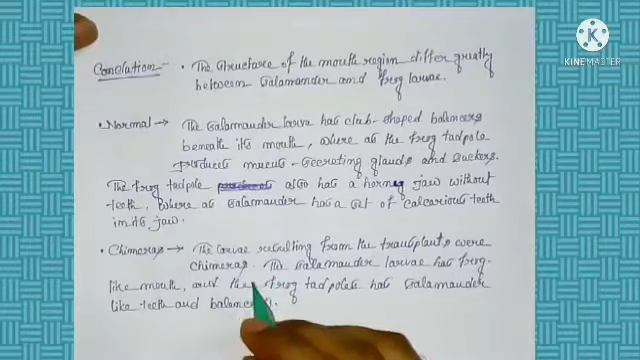 KINEMASTER
Conclution:- • The structure of the mouth region differ greatly
between salamander and frog larvae.
• Normal → The salamander larva has club-shaped balancers
beneath its mouth, where as the frog tadpole
produces mucus-secreting glands and suckers.
The frog tadpole also has a horny jaw without
teeth, where as salamander has a set of calcarious teeth
in its jaw.
• Chimeras → The larvae resulting from the transplants were
chimeras. The salamander larvae has frog-
like mouth, and the frog tadpoles has salamander
like teeth and balancers.